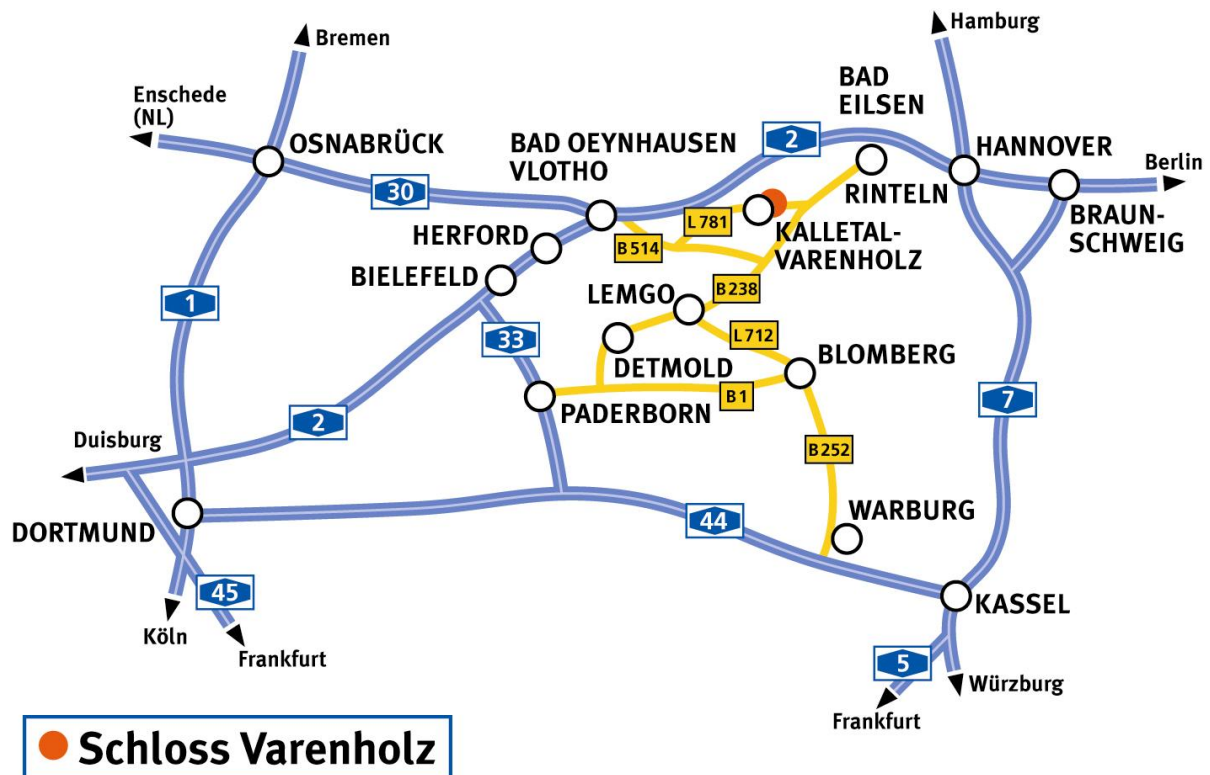 Hamburg
Bremen
BAD
EILSEN
Enschede
(NL)
OSNABRÜCK
BAD OEYNHAUSEN
VLOTHO
2
HANNOVER
Berlin
30
RINTELN
BRAUN-
SCHWEIG
L 781
HERFORD
B 514
KALLETAL-
VARENHOLZ
BIELEFELD
1
LEMGO
B 238
33
L 712
DETMOLD
BLOMBERG
B 1
7
PADERBORN
2
Duisburg
B 252
WARBURG
44
DORTMUND
45
KASSEL
Köln
Frankfurt
5
Würzburg
Frankfurt
Schloss Varenholz